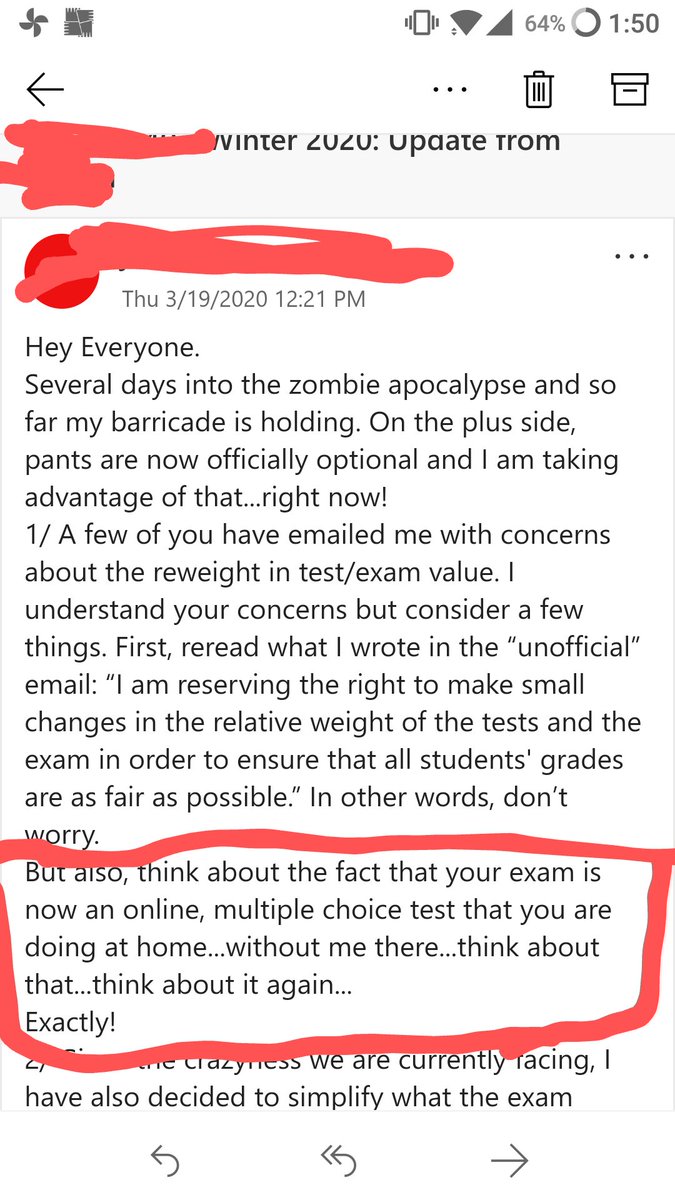 64% 1:50
Winter 2020: Update from
Thu 3/19/2020 12:21 PM
Hey Everyone.
Several days into the zombie apocalypse and so
far my barricade is holding. On the plus side,
pants are now officially optional and I am taking
advantage of that...right now!
1/ A few of you have emailed me with concerns
about the reweight in test/exam value. I
understand your concerns but consider a few
things. First, reread what I wrote in the “unofficial”
email: “I am reserving the right to make small
changes in the relative weight of the tests and the
exam in order to ensure that all students' grades
are as fair as possible.” In other words, don’t
worry.
But also, think about the fact that your exam is
now an online, multiple choice test that you are
doing at home...without me there...think about
that...think about it again...
Exactly!
2/ the crazyness we are currently facing, I
have also decided to simplify what the exam